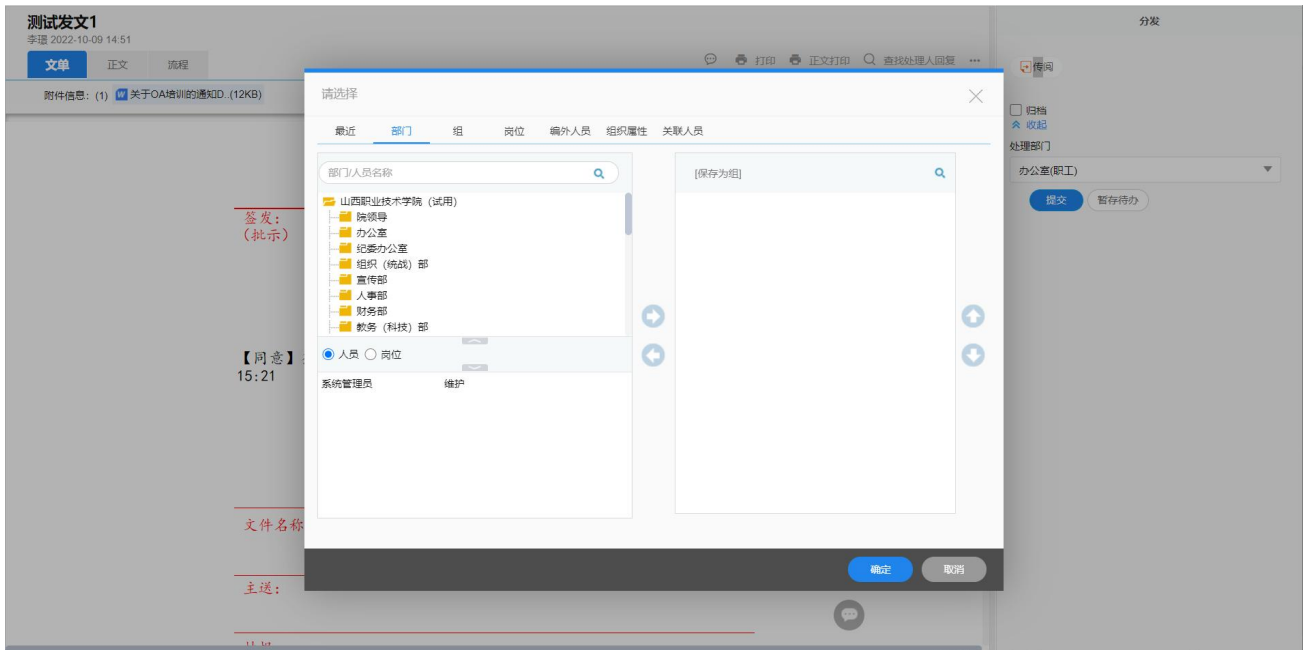 测试发文1
李璟 2022-10-09 14:51
文单 正文 流程
打印 正文打印 查找处理人回复 ...
附件信息: (1) 关于OA培训的通知D..(12KB)
签发:
(批示)
【同意】
15:21
文件名称
主送:
请选择
最近 部门 组 岗位 编外人员 组织属性 关联人员
部门/人员名称
[保存为组]
山西职业技术学院 (试用)
院领导
办公室
纪委办公室
组织 (统战) 部
宣传部
人事部
财务部
教务 (科技) 部
人员 岗位
系统管理员 维护
确定 取消
分发
传阅
归档
收起
处理部门
办公室(职工)
提交 暂存待办